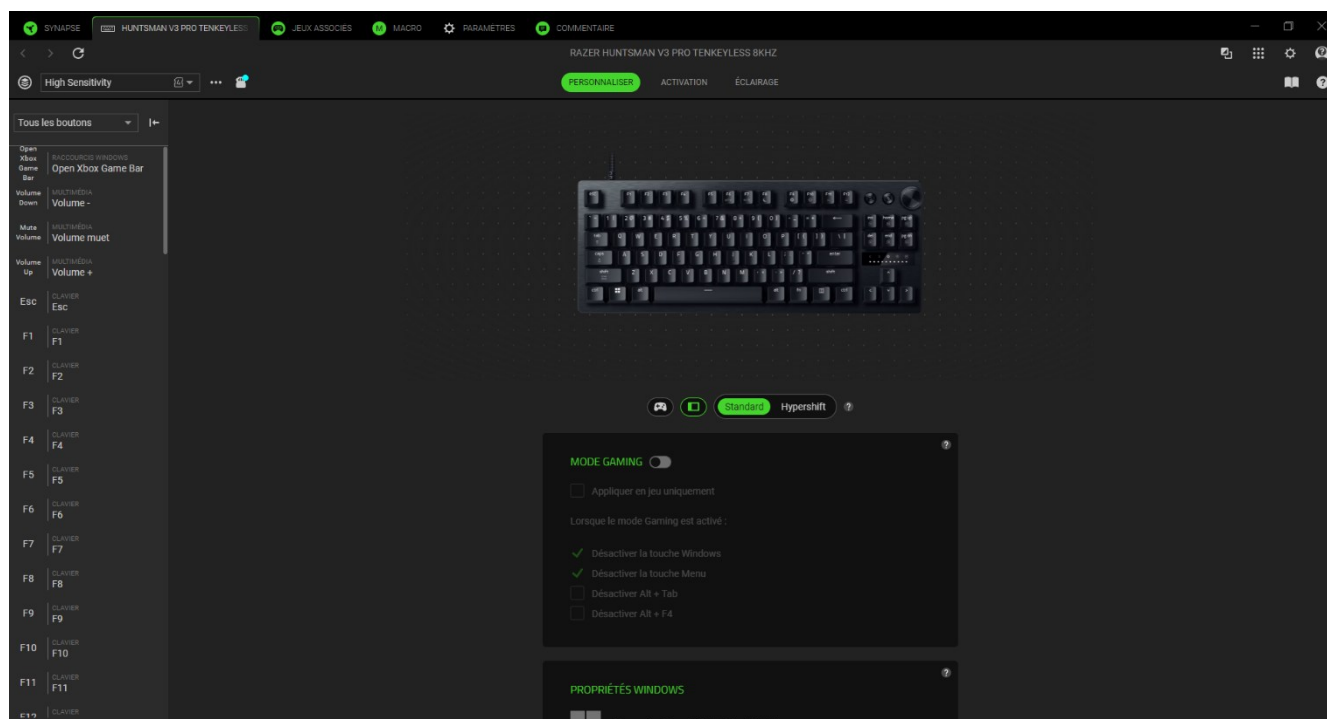 SYNAPSE HUNTSMAN V3 PRO TENKEYLESS JEUX ASSOCIÉS MACRO PARAMÈTRES COMMENTAIRE
RAZER HUNTSMAN V3 PRO TENKEYLESS 8KHZ
High Sensitivity PERSONNALISER ACTIVATION ÉCLAIRAGE
Tous les boutons
Open Xbox Game Bar RACCOURCIS WINDOWS
Open Xbox Game Bar
Volume Down MULTIMÉDIA
Volume -
Mute Volume MULTIMÉDIA
Volume muet
Volume Up MULTIMÉDIA
Volume +
Esc CLAVIER
Esc
F1 CLAVIER
F1
F2 CLAVIER
F2
F3 CLAVIER
F3
F4 CLAVIER
F4
F5 CLAVIER
F5
F6 CLAVIER
F6
F7 CLAVIER
F7
F8 CLAVIER
F8
F9 CLAVIER
F9
F10 CLAVIER
F10
F11 CLAVIER
F11
F12 CLAVIER
Standard Hypershift
MODE GAMING
Appliquer en jeu uniquement
Lorsque le mode Gaming est activé :
Désactiver la touche Windows
Désactiver la touche Menu
Désactiver Alt + Tab
Désactiver Alt + F4
PROPRIÉTÉS WINDOWS